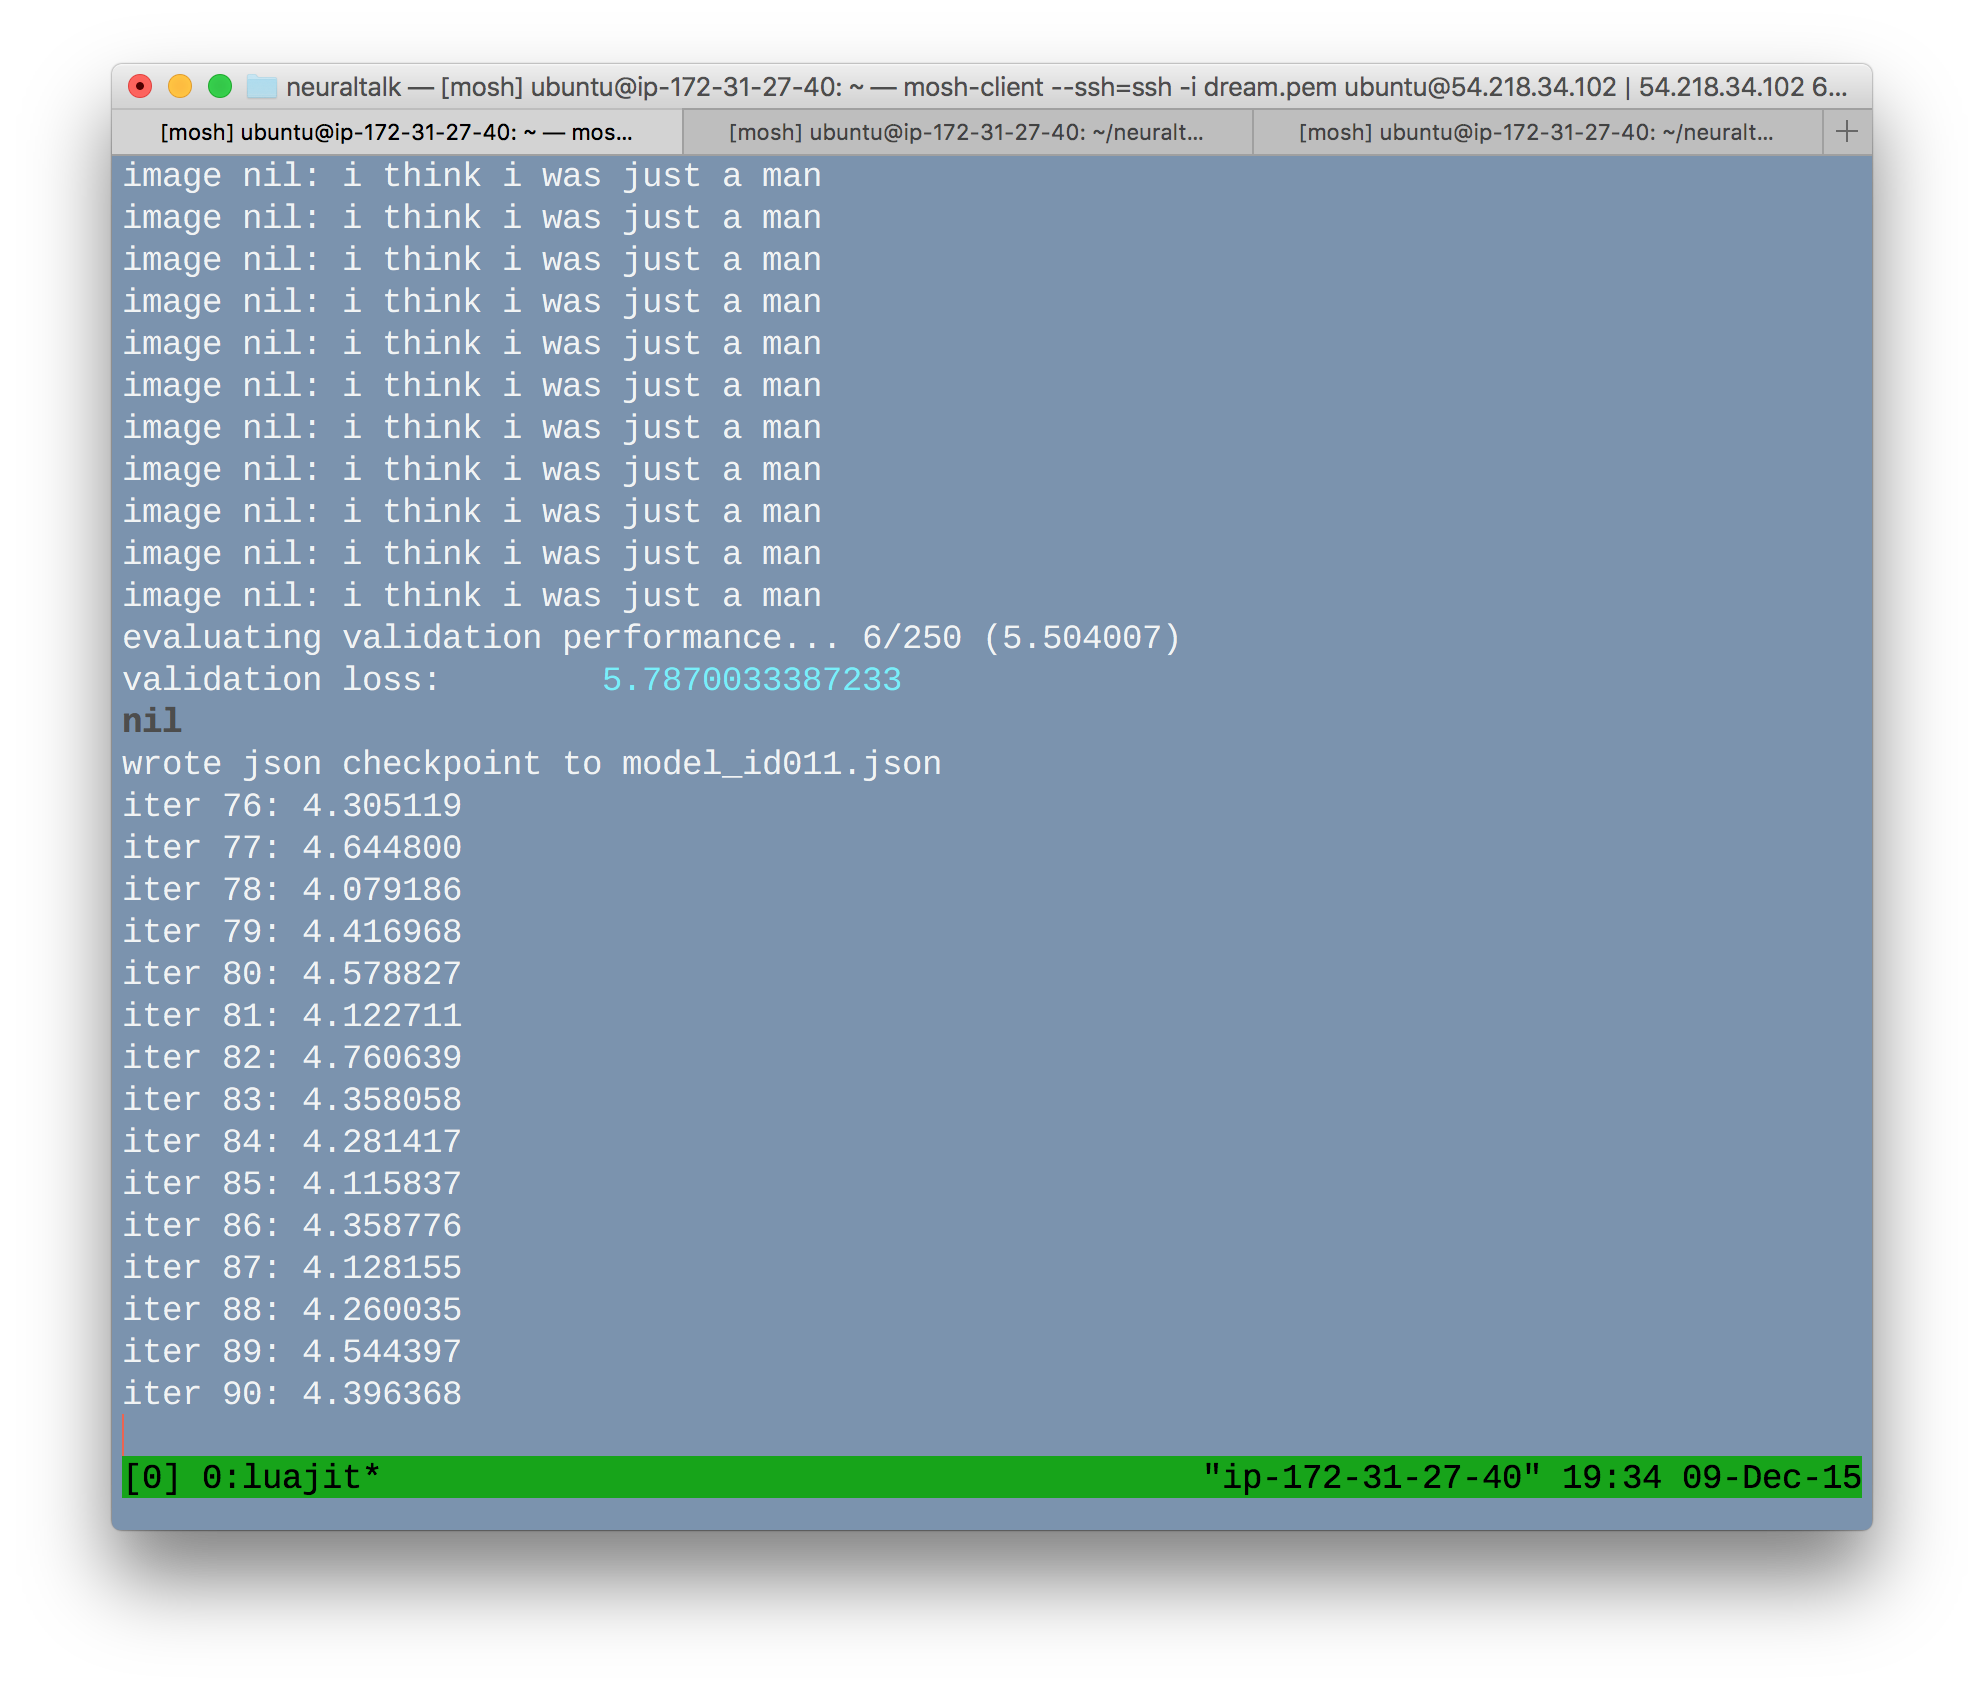 neuraltalk — [mosh] ubuntu@ip-172-31-27-40: ~ — mosh-client --ssh=ssh -i dream.pem ubuntu@54.218.34.102 | 54.218.34.102 6...
[mosh] ubuntu@ip-172-31-27-40: ~ — mos... [mosh] ubuntu@ip-172-31-27-40: ~/neuralt... [mosh] ubuntu@ip-172-31-27-40: ~/neuralt... +
image nil: i think i was just a man
image nil: i think i was just a man
image nil: i think i was just a man
image nil: i think i was just a man
image nil: i think i was just a man
image nil: i think i was just a man
image nil: i think i was just a man
image nil: i think i was just a man
image nil: i think i was just a man
image nil: i think i was just a man
image nil: i think i was just a man
evaluating validation performance... 6/250 (5.504007)
validation loss: 5.7870033387233
nil
wrote json checkpoint to model_id011.json
iter 76: 4.305119
iter 77: 4.644800
iter 78: 4.079186
iter 79: 4.416968
iter 80: 4.578827
iter 81: 4.122711
iter 82: 4.760639
iter 83: 4.358058
iter 84: 4.281417
iter 85: 4.115837
iter 86: 4.358776
iter 87: 4.128155
iter 88: 4.260035
iter 89: 4.544397
iter 90: 4.396368
[0] 0:luajit* "ip-172-31-27-40" 19:34 09-Dec-15